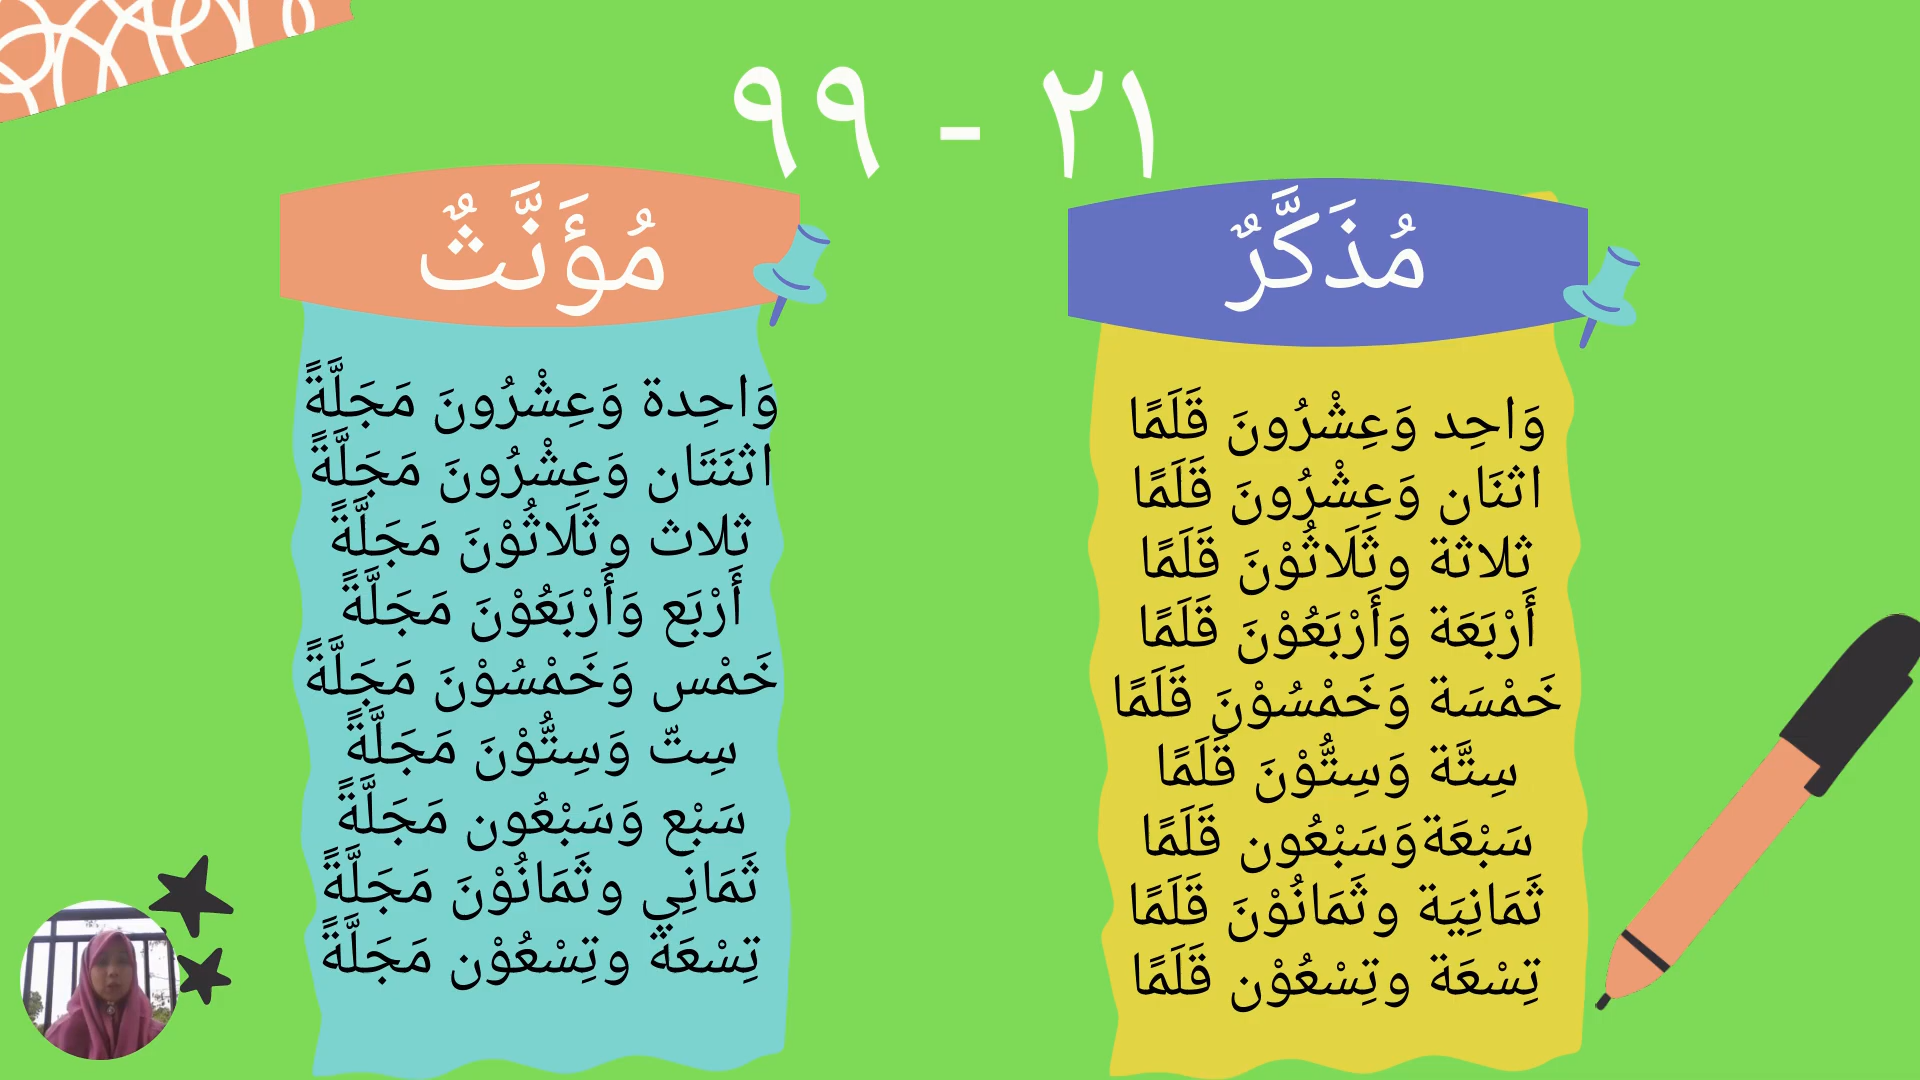 ٢١ - ٩٩
مُذَكَّرٌ
وَاحِد وَعِشْرُونَ قَلَمًا
اثنَان وَعِشْرُونَ قَلَمًا
ثلاثة وثَلَاثُوْنَ قَلَمًا
أَرْبَعَة وَأَرْبَعُوْنَ قَلَمًا
خَمْسَة وَخَمْسُوْنَ قَلَمًا
سِتَّة وَسِتُّوْنَ قَلَمًا
سَبْعَة وَسَبْعُون قَلَمًا
ثَمَانِيَة وثَمَانُوْنَ قَلَمًا
تِسْعَة وتِسْعُوْن قَلَمًا
مُؤَنَّثٌ
وَاحِدة وَعِشْرُونَ مَجَلَّةً
اثنَتَان وَعِشْرُونَ مَجَلَّةً
ثلاث وثَلَاثُوْنَ مَجَلَّةً
أَرْبَع وَأَرْبَعُوْنَ مَجَلَّةً
خَمْس وَخَمْسُوْنَ مَجَلَّةً
سِتّ وَسِتُّوْنَ مَجَلَّةً
سَبْع وَسَبْعُون مَجَلَّةً
ثَمَانِي وثَمَانُوْنَ مَجَلَّةً
تِسْعَة وتِسْعُوْن مَجَلَّةً